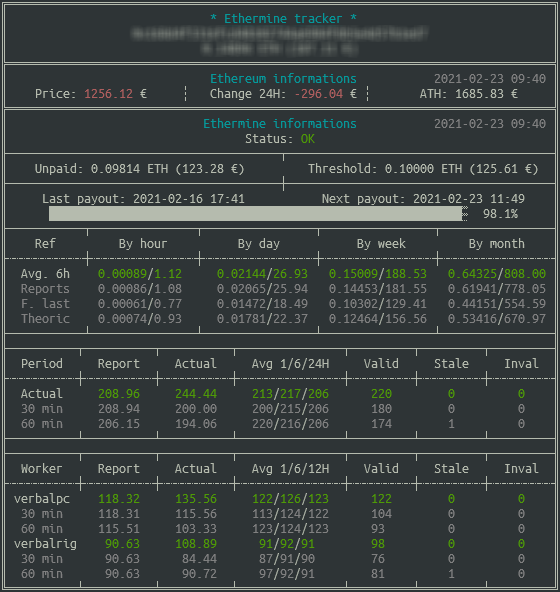 * Ethermine tracker *
Ethereum informations 2021-02-23 09:40
Price: 1256.12 € Change 24H: -296.04 € ATH: 1685.83 €
Ethermine informations 2021-02-23 09:40
Status: OK
Unpaid: 0.09814 ETH (123.28 €) Threshold: 0.10000 ETH (125.61 €)
Last payout: 2021-02-16 17:41 Next payout: 2021-02-23 11:49
98.1%
Ref By hour By day By week By month
Avg. 6h 0.00089/1.12 0.02144/26.93 0.15009/188.53 0.64325/808.00
Reports 0.00086/1.08 0.02065/25.94 0.14453/181.55 0.61941/778.05
F. last 0.00061/0.77 0.01472/18.49 0.10302/129.41 0.44151/554.59
Theoric 0.00074/0.93 0.01781/22.37 0.12464/156.56 0.53416/670.97
Period Report Actual Avg 1/6/24H Valid Stale Inval
Actual 208.96 244.44 213/217/206 220 0 0
30 min 208.94 200.00 200/215/206 180 0 0
60 min 206.15 194.06 220/216/206 174 1 0
Worker Report Actual Avg 1/6/12H Valid Stale Inval
verbalpc 118.32 135.56 122/126/123 122 0 0
30 min 118.31 115.56 113/124/122 104 0 0
60 min 115.51 103.33 123/124/123 93 0 0
verbalrig 90.63 108.89 91/92/91 98 0 0
30 min 90.63 84.44 87/91/90 76 0 0
60 min 90.63 90.72 97/92/91 81 1 0